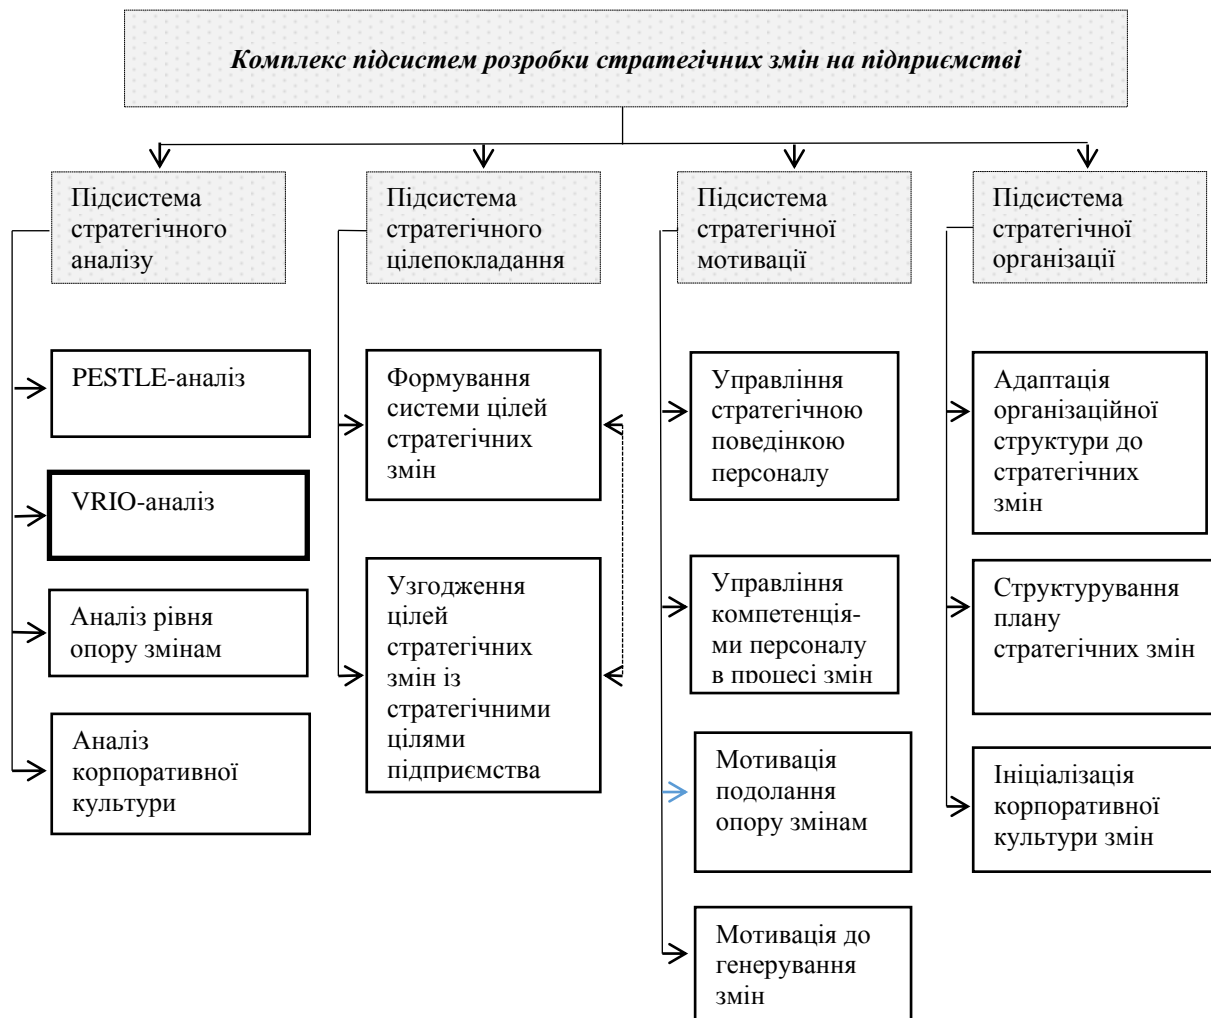 Комплекс підсистем розробки стратегічних змін на підприємстві
Підсистема
стратегічного
аналізу
PESTLE-аналіз
VRIO-аналіз
Аналіз рівня
опору змінам
Аналіз
корпоративної
культури
Підсистема
стратегічного
цілепокладання
Формування
системи цілей
стратегічних
змін
Узгодження
цілей
стратегічних
змін із
стратегічними
цілями
підприємства
Підсистема
стратегічної
мотивації
Управління
стратегічною
поведінкою
персоналу
Управління
компетенція-
ми персоналу
в процесі змін
Мотивація
подолання
опору змінам
Мотивація до
генерування
змін
Підсистема
стратегічної
організації
Адаптація
організаційної
структури до
стратегічних
змін
Структурування
плану
стратегічних змін
Ініціалізація
корпоративної
культури змін